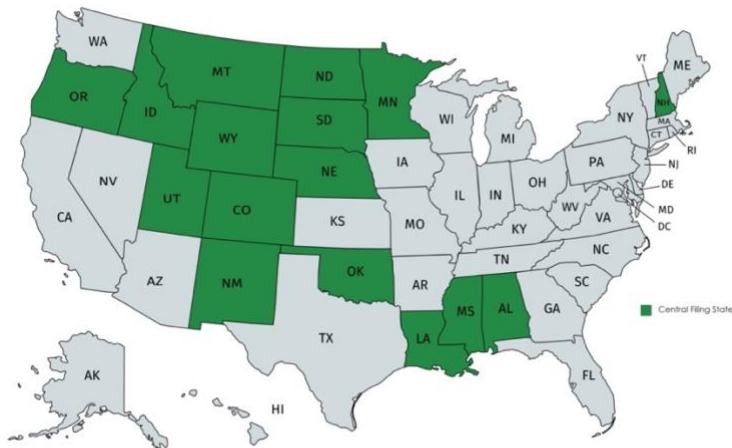 WA
MT
ND
MN
OR
ID
WY
SD
WI
MI
VT
NH
ME
NY
MA
CT
RI
NV
UT
CO
NE
IA
IL
IN
OH
PA
NJ
DE
MD
DC
CA
KS
MO
KY
WV
VA
AZ
NM
OK
AR
TN
NC
SC
TX
LA
MS
AL
GA
FL
Central Filing State
AK
HI